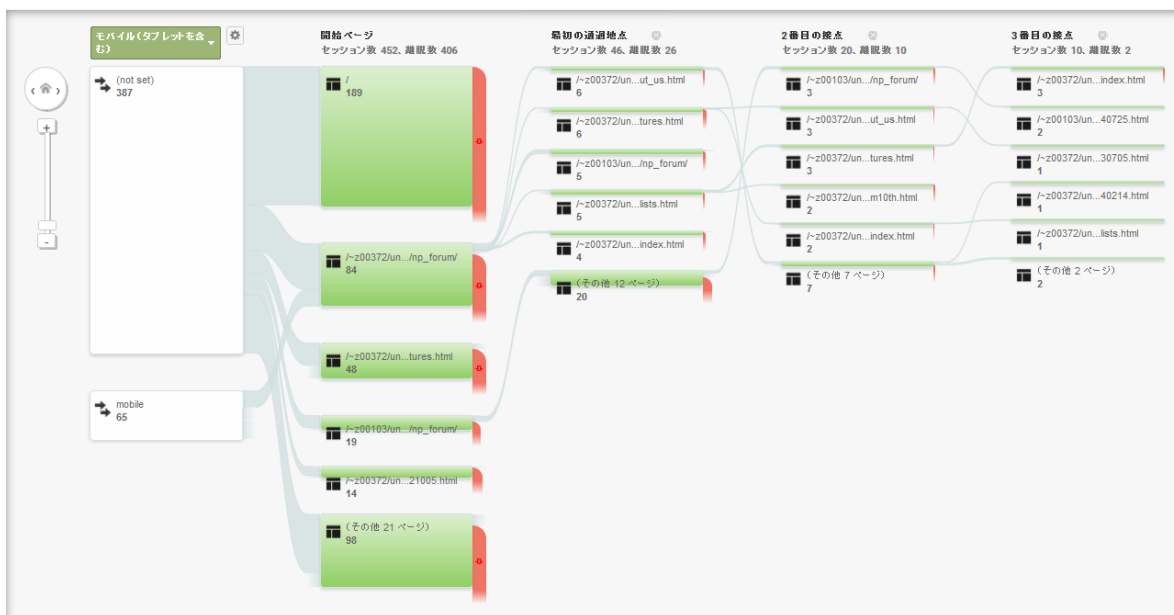 モバイル(タブレットを含
む)
(not set)
387
mobile
65
開始ページ
セッション数 452、離脱数 406
/
189
/~z00372/un.../np_forum/
84
/~z00372/un...tures.html
48
/~z00103/un.../np_forum/
19
/~z00372/un...21005.html
14
(その他 21 ページ)
98
最初の通過地点
セッション数 46、離脱数 26
/~z00372/un...ut_us.html
6
/~z00372/un...tures.html
6
/~z00103/un.../np_forum/
5
/~z00372/un...lists.html
5
/~z00372/un...index.html
4
(その他 12 ページ)
20
2番目の接点
セッション数 20、離脱数 10
/~z00103/un.../np_forum/
3
/~z00372/un...ut_us.html
3
/~z00372/un...tures.html
3
/~z00372/un...m10th.html
2
/~z00372/un...index.html
2
(その他 7 ページ)
7
3番目の接点
セッション数 10、離脱数 2
/~z00372/un...index.html
3
/~z00103/un...40725.html
2
/~z00372/un...30705.html
1
/~z00372/un...40214.html
1
/~z00372/un...lists.html
1
(その他 2 ページ)
2